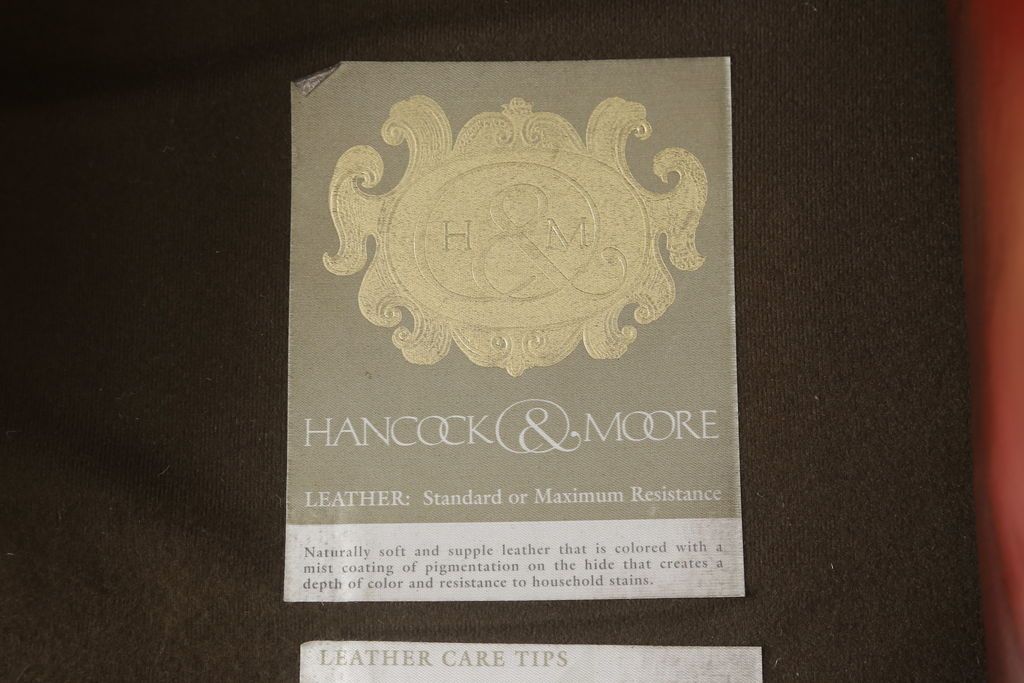 H & M
HANCOCK & MOORE
LEATHER: Standard or Maximum Resistance
Naturally soft and supple leather that is colored with a
mist coating of pigmentation on the hide that creates a
depth of color and resistance to household stains.
LEATHER CARE TIPS